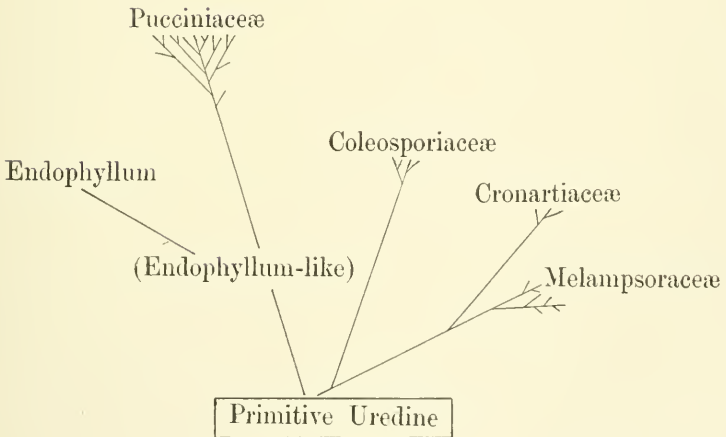 Pucciniaceæ
Coleosporiaceæ
Endophyllum
Cronartiaceæ
(Endophyllum-like)
Melampsoraceæ
Primitive Uredine